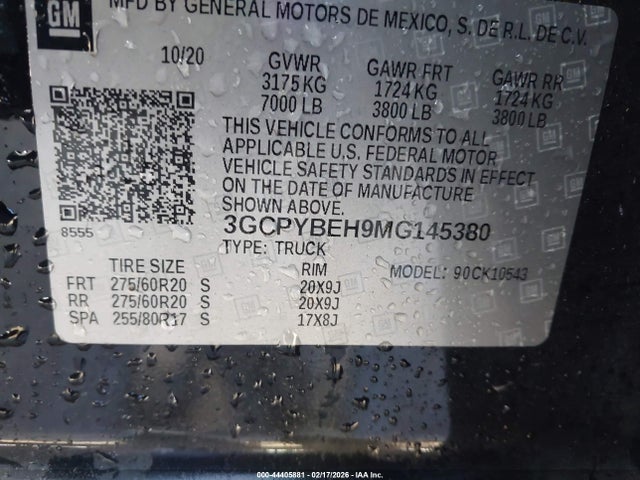 GM
MFD BY GENERAL MOTORS DE MEXICO, S. DE R.L. DE C.V.
10/20 GVWR GAWR FRT GAWR RR
3175 KG 1724 KG 1724 KG
7000 LB 3800 LB 3800 LB
THIS VEHICLE CONFORMS TO ALL
APPLICABLE U.S. FEDERAL MOTOR
VEHICLE SAFETY STANDARDS IN EFFECT
ON THE DATE OF MANUFACTURE
SHOWN ABOVE.
8555 3GCPYBEH9MG145380
TYPE: TRUCK
TIRE SIZE RIM MODEL: 90CK10543
FRT 275/60R20 S 20X9J
RR 275/60R20 S 20X9J
SPA 255/80R17 S 17X8J
000-44405881 - 02/17/2026 - IAA Inc.